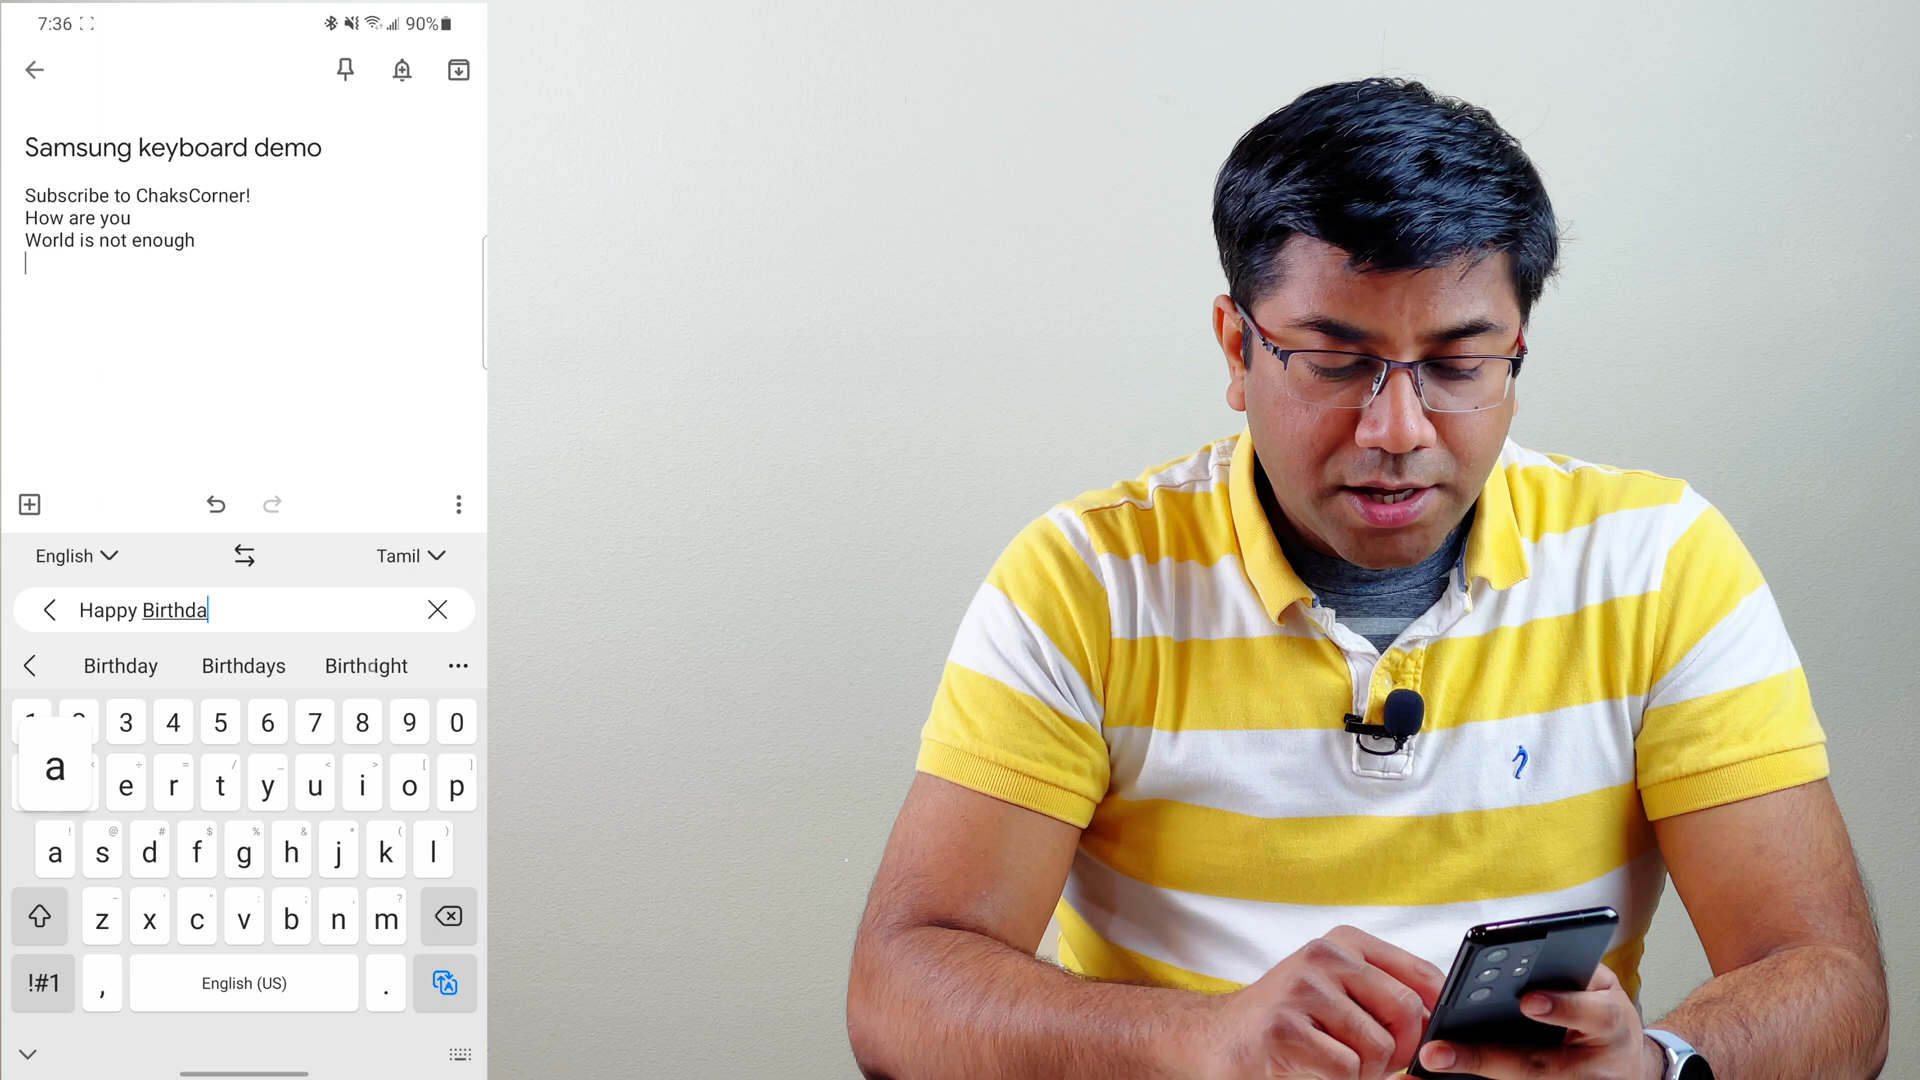 7:36 90%
Samsung keyboard demo
Subscribe to ChaksCorner!
How are you
World is not enough
English Tamil
Happy Birthda
Birthday Birthdays
3 4 5 6 7 8 9 0
a
e r t y u i o p
a s d f g h j k l
z x c v b n m
!#1 , English (US) .